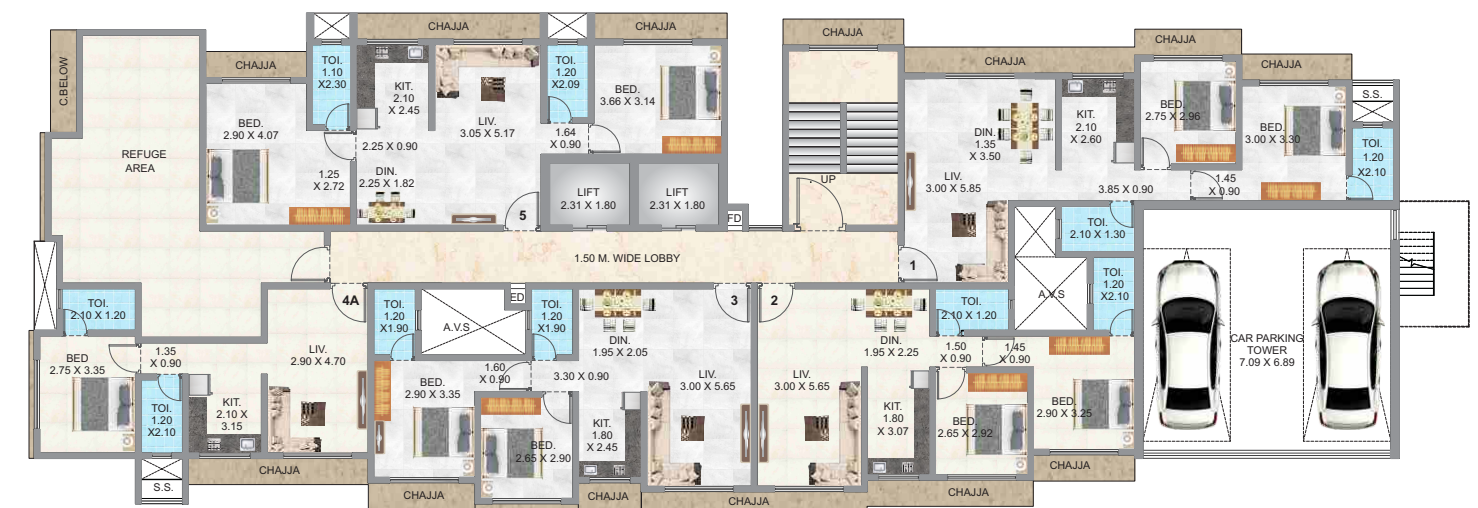 CHAJJA
CHAJJA
CHAJJA
CHAJJA
CHAJJA
CHAJJA
CHAJJA
C.BELOW
REFUGE
AREA
BED.
2.90 X 4.07
TOI.
1.10
X2.30
KIT.
2.10
X 2.45
LIV.
3.05 X 5.17
TOI.
1.20
X2.09
BED.
3.66 X 3.14
1.64
X 0.90
2.25 X 0.90
1.25
X 2.72
DIN.
2.25 X 1.82
5
LIFT
2.31 X 1.80
LIFT
2.31 X 1.80
FD
UP
DIN.
1.35
X 3.50
LIV.
3.00 X 5.85
KIT.
2.10
X 2.60
BED.
2.75 X 2.96
BED.
3.00 X 3.30
S.S.
TOI.
1.20
X2.10
3.85 X 0.90
1.45
X 0.90
TOI.
2.10 X 1.30
1
1.50 M. WIDE LOBBY
TOI.
2.10 X 1.20
4A
TOI.
1.20
X1.90
A.V.S
ED
TOI.
1.20
X1.90
3
2
DIN.
1.95 X 2.05
DIN.
1.95 X 2.25
TOI.
2.10 X 1.20
A.V.S
TOI.
1.20
X2.10
BED
2.75 X 3.35
1.35
X 0.90
LIV.
2.90 X 4.70
TOI.
1.20
X2.10
KIT.
2.10 X
3.15
BED.
2.90 X 3.35
1.60
X 0.90
3.30 X 0.90
BED.
2.65 X 2.90
KIT.
1.80
X 2.45
LIV.
3.00 X 5.65
LIV.
3.00 X 5.65
KIT.
1.80
X 3.07
1.50
X 0.90
1.45
X 0.90
BED.
2.65 X 2.92
BED.
2.90 X 3.25
CAR PARKING
TOWER
7.09 X 6.89
S.S.
CHAJJA
CHAJJA
CHAJJA
CHAJJA
CHAJJA
CHAJJA